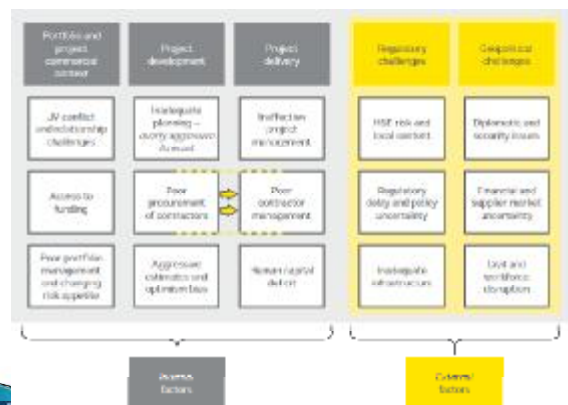 Portfolio and
project
commercial
context
Project
development
Project
delivery
Regulatory
challenges
Geopolitical
challenges
JV conflict
and relationship
challenges
Inadequate
planning –
overly aggressive
forecast
Ineffective
project
management
HSE risk and
local content
Diplomatic and
security issues
Access to
funding
Poor
procurement
of contractors
Poor
contractor
management
Regulatory
delay and policy
uncertainty
Financial and
supplier market
uncertainty
Poor portfolio
management
and changing
risk appetite
Aggressive
estimates and
optimism bias
Human capital
deficit
Inadequate
infrastructure
Civil and
workforce
disruption
Internal
factors
External
factors